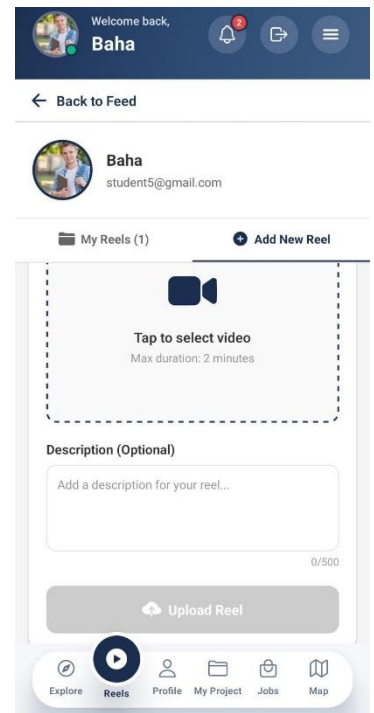 Welcome back,
Baha
2
Back to Feed
Baha
student5@gmail.com
My Reels (1)
Add New Reel
Tap to select video
Max duration: 2 minutes
Description (Optional)
Add a description for your reel...
0/500
Upload Reel
Explore
Reels
Profile
My Project
Jobs
Map